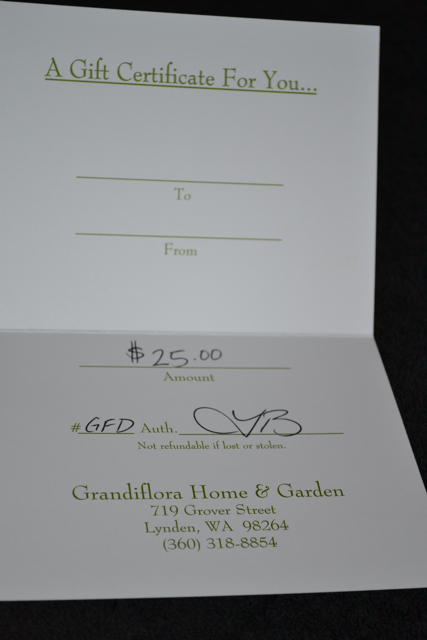 A Gift Certificate For You...
To
From
$ 25.00
Amount
# GFD Auth.
Not refundable if lost or stolen.
Grandiflora Home & Garden
719 Grover Street
Lynden, WA 98264
(360) 318-8854